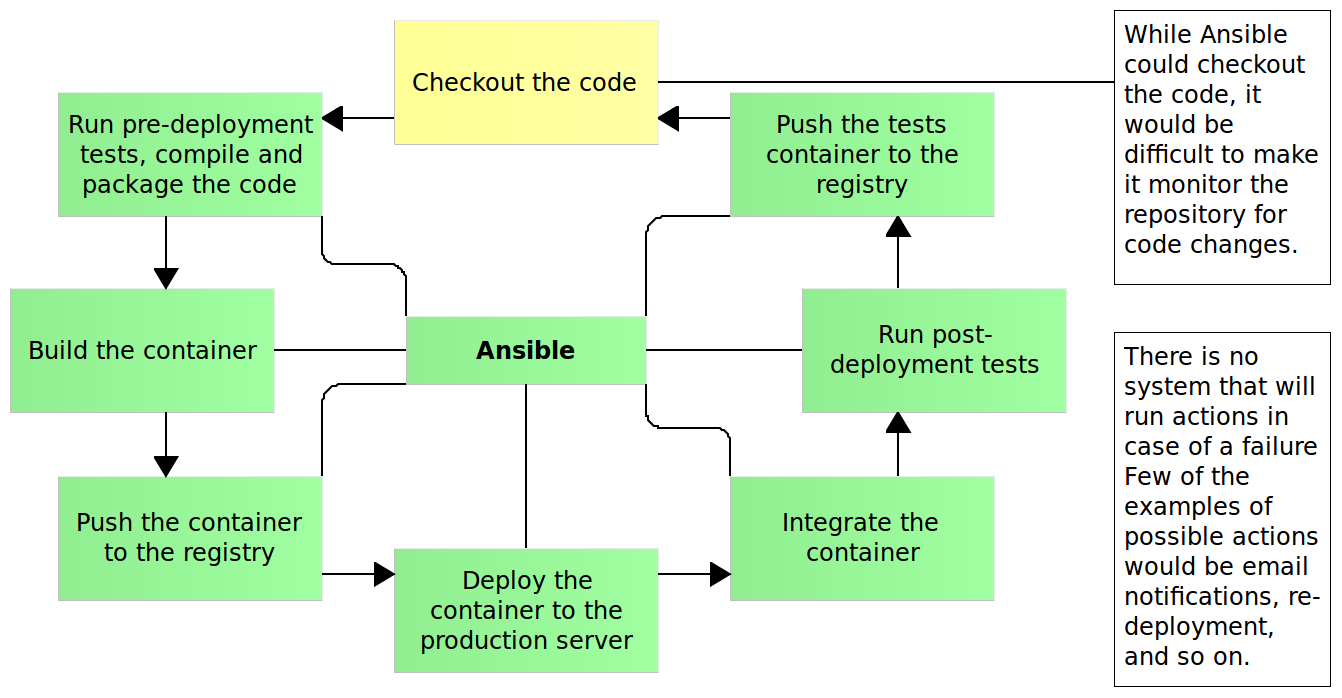 Checkout the code
Run pre-deployment
tests, compile and
package the code
Push the tests
container to the
registry
Build the container
Ansible
Run post-
deployment tests
Push the container
to the registry
Deploy the
container to the
production server
Integrate the
container
While Ansible
could checkout
the code, it
would be
difficult to make
it monitor the
repository for
code changes.
There is no
system that will
run actions in
case of a failure
Few of the
examples of
possible actions
would be email
notifications, re-
deployment,
and so on.